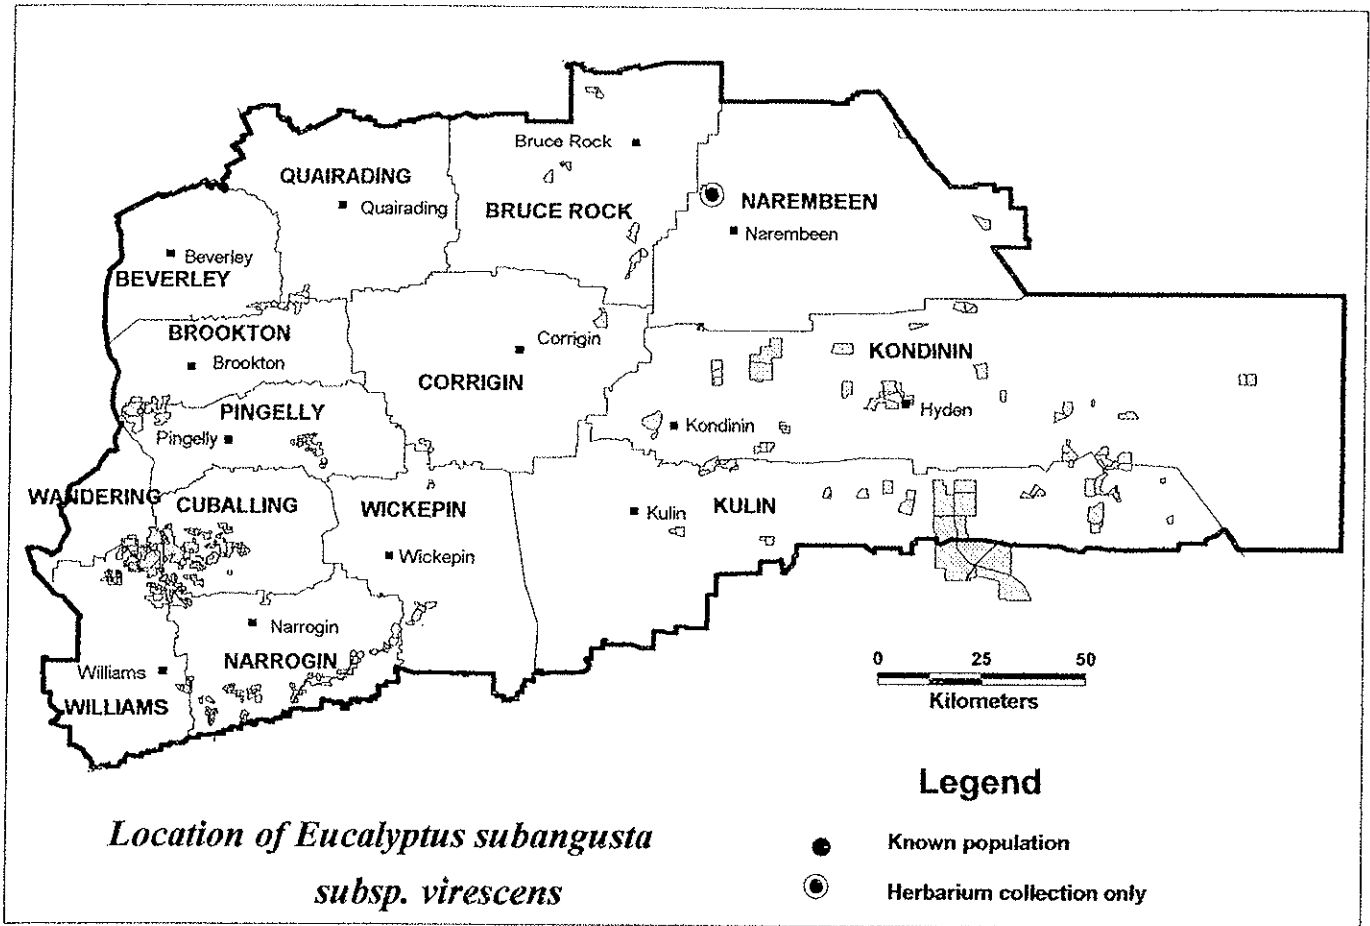 Bruce Rock
QUAIRADING
Quairading
BRUCE ROCK
NAREMBEEN
Narembeen
Beverley
BEVERLEY
BROOKTON
Brookton
Corrigin
CORRIGIN
KONDININ
Hyden
PINGELLY
Pingelly
Kondinin
WANDERING
CUBALLING
WICKEPIN
Kulin
KULIN
Wickepin
Narrogin
NARROGIN
Williams
WILLIAMS
0 25 50
Kilometers
Legend
Location of Eucalyptus subangusta
subsp. virescens
Known population
Herbarium collection only